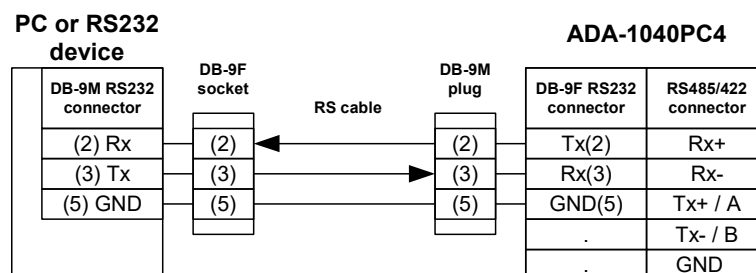 PC or RS232
device
ADA-1040PC4
DB-9M RS232
connector
DB-9F
socket
RS cable
DB-9M
plug
DB-9F RS232
connector
RS485/422
connector
(2) Rx
(2)
(2)
Tx(2)
Rx+
(3) Tx
(3)
(3)
Rx(3)
Rx-
(5) GND
(5)
(5)
GND(5)
Tx+ / A
.
Tx- / B
.
GND